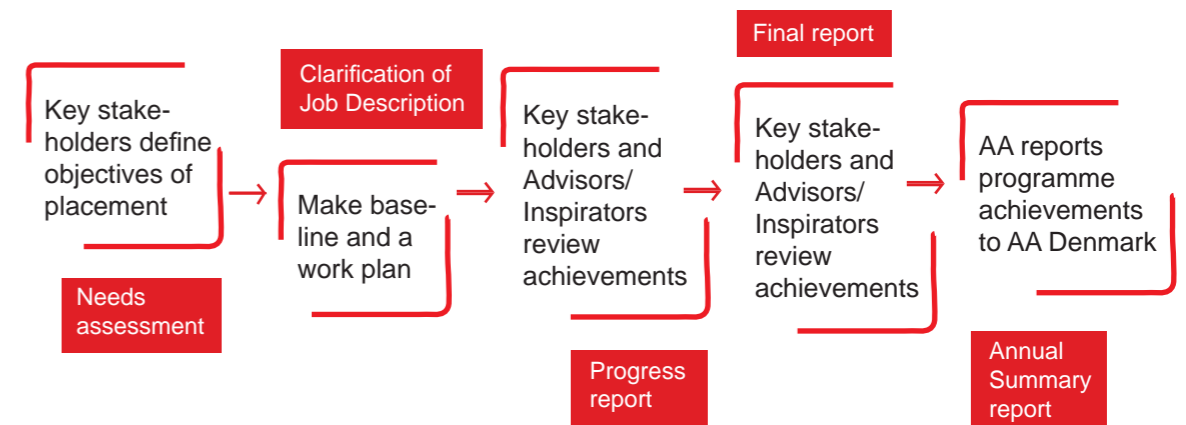 Key stake-
holders define
objectives of
placement
Needs
assessment
Clarification of
Job Description
Make base-
line and a
work plan
Key stake-
holders and
Advisors/
Inspirators
review
achievements
Progress
report
Final report
Key stake-
holders and
Advisors/
Inspirators
review
achievements
AA reports
programme
achievements
to AA Denmark
Annual
Summary
report